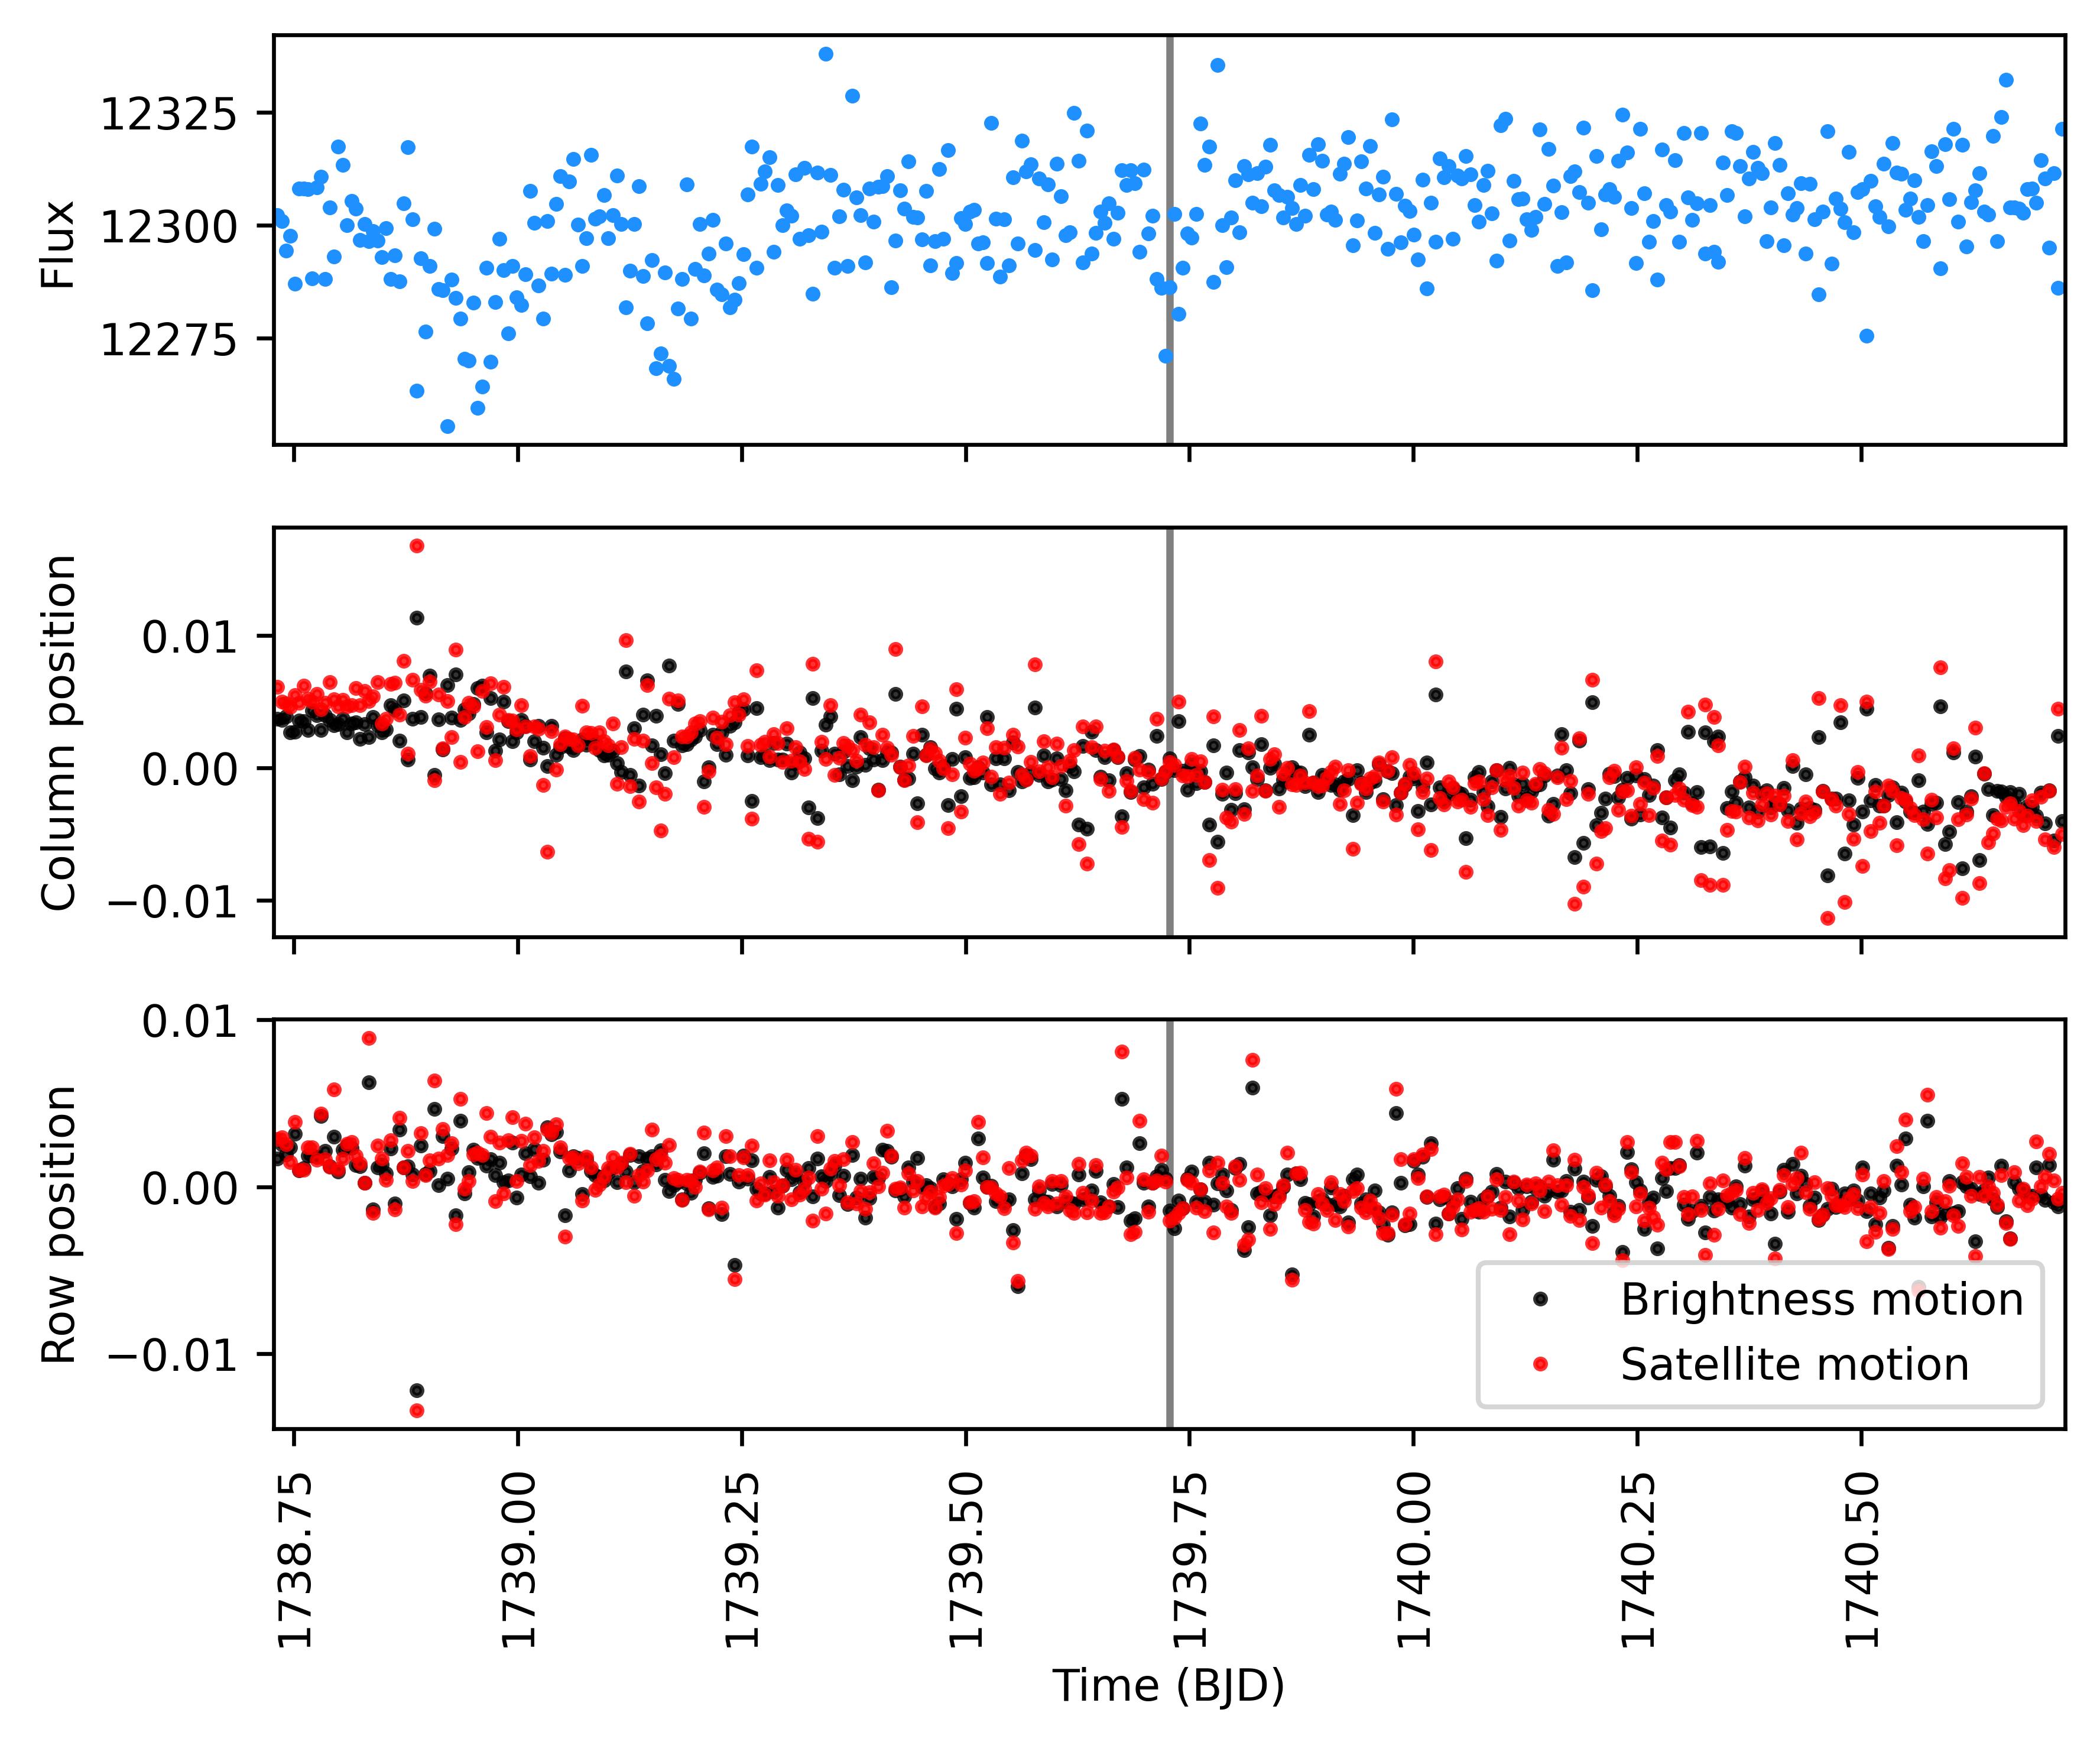 Flux
12325
12300
12275
Column position
0.01
0.00
−0.01
Row position
0.01
0.00
−0.01
Brightness motion
Satellite motion
1738.75
1739.00
1739.25
1739.50
1739.75
1740.00
1740.25
1740.50
Time (BJD)